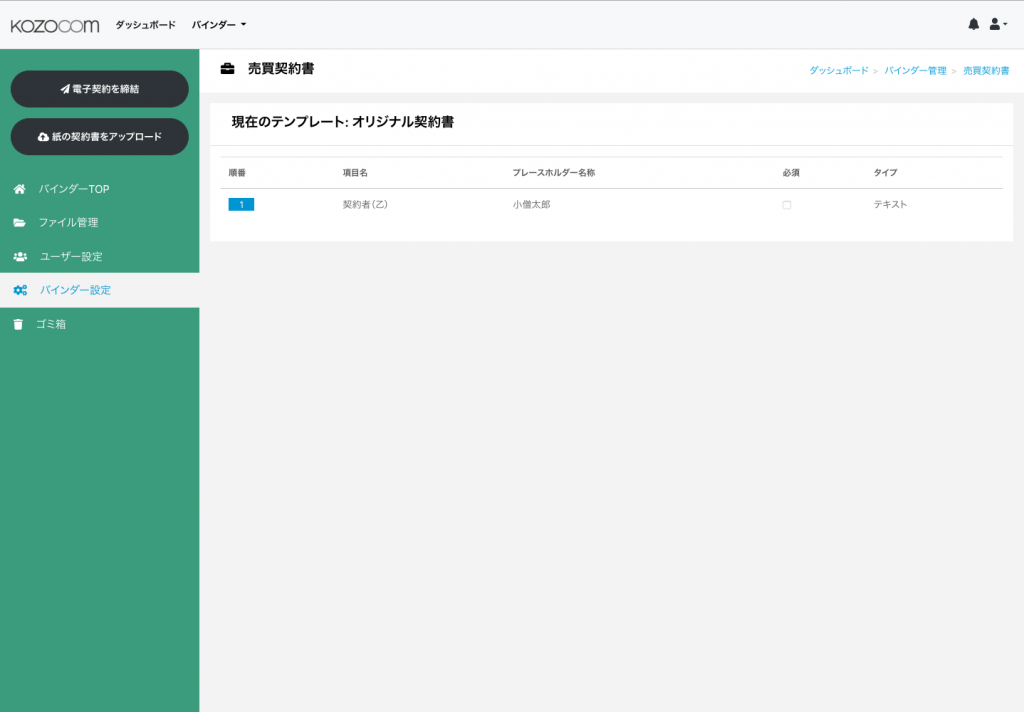 KOZOCOM ダッシュボード バインダー
電子契約を締結
紙の契約書をアップロード
バインダーTOP
ファイル管理
ユーザー設定
バインダー設定
ゴミ箱
売買契約書
ダッシュボード > バインダー管理 > 売買契約書
現在のテンプレート: オリジナル契約書
順番 項目名 プレースホルダー名称 必須 タイプ
1 契約者(乙) 小僧太郎 テキスト